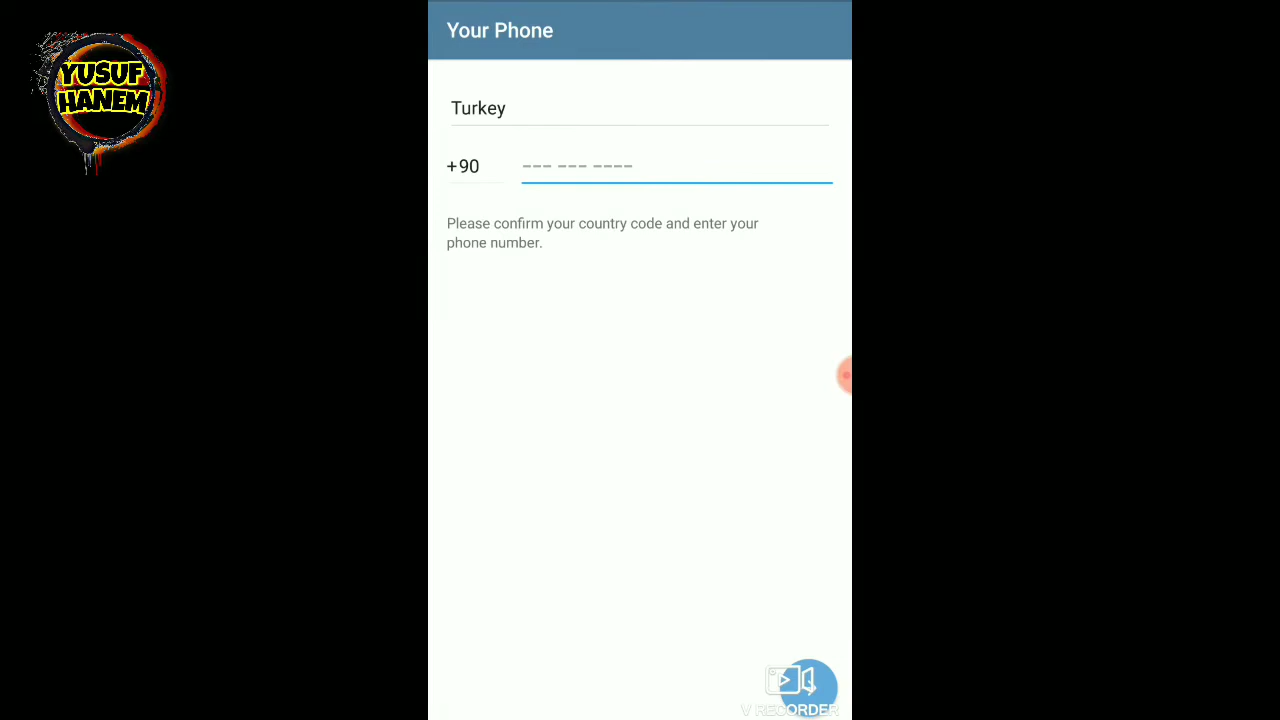 YUSUF
HANEM
Your Phone
Turkey
+90 --- --- ----
Please confirm your country code and enter your
phone number.
V RECORDER